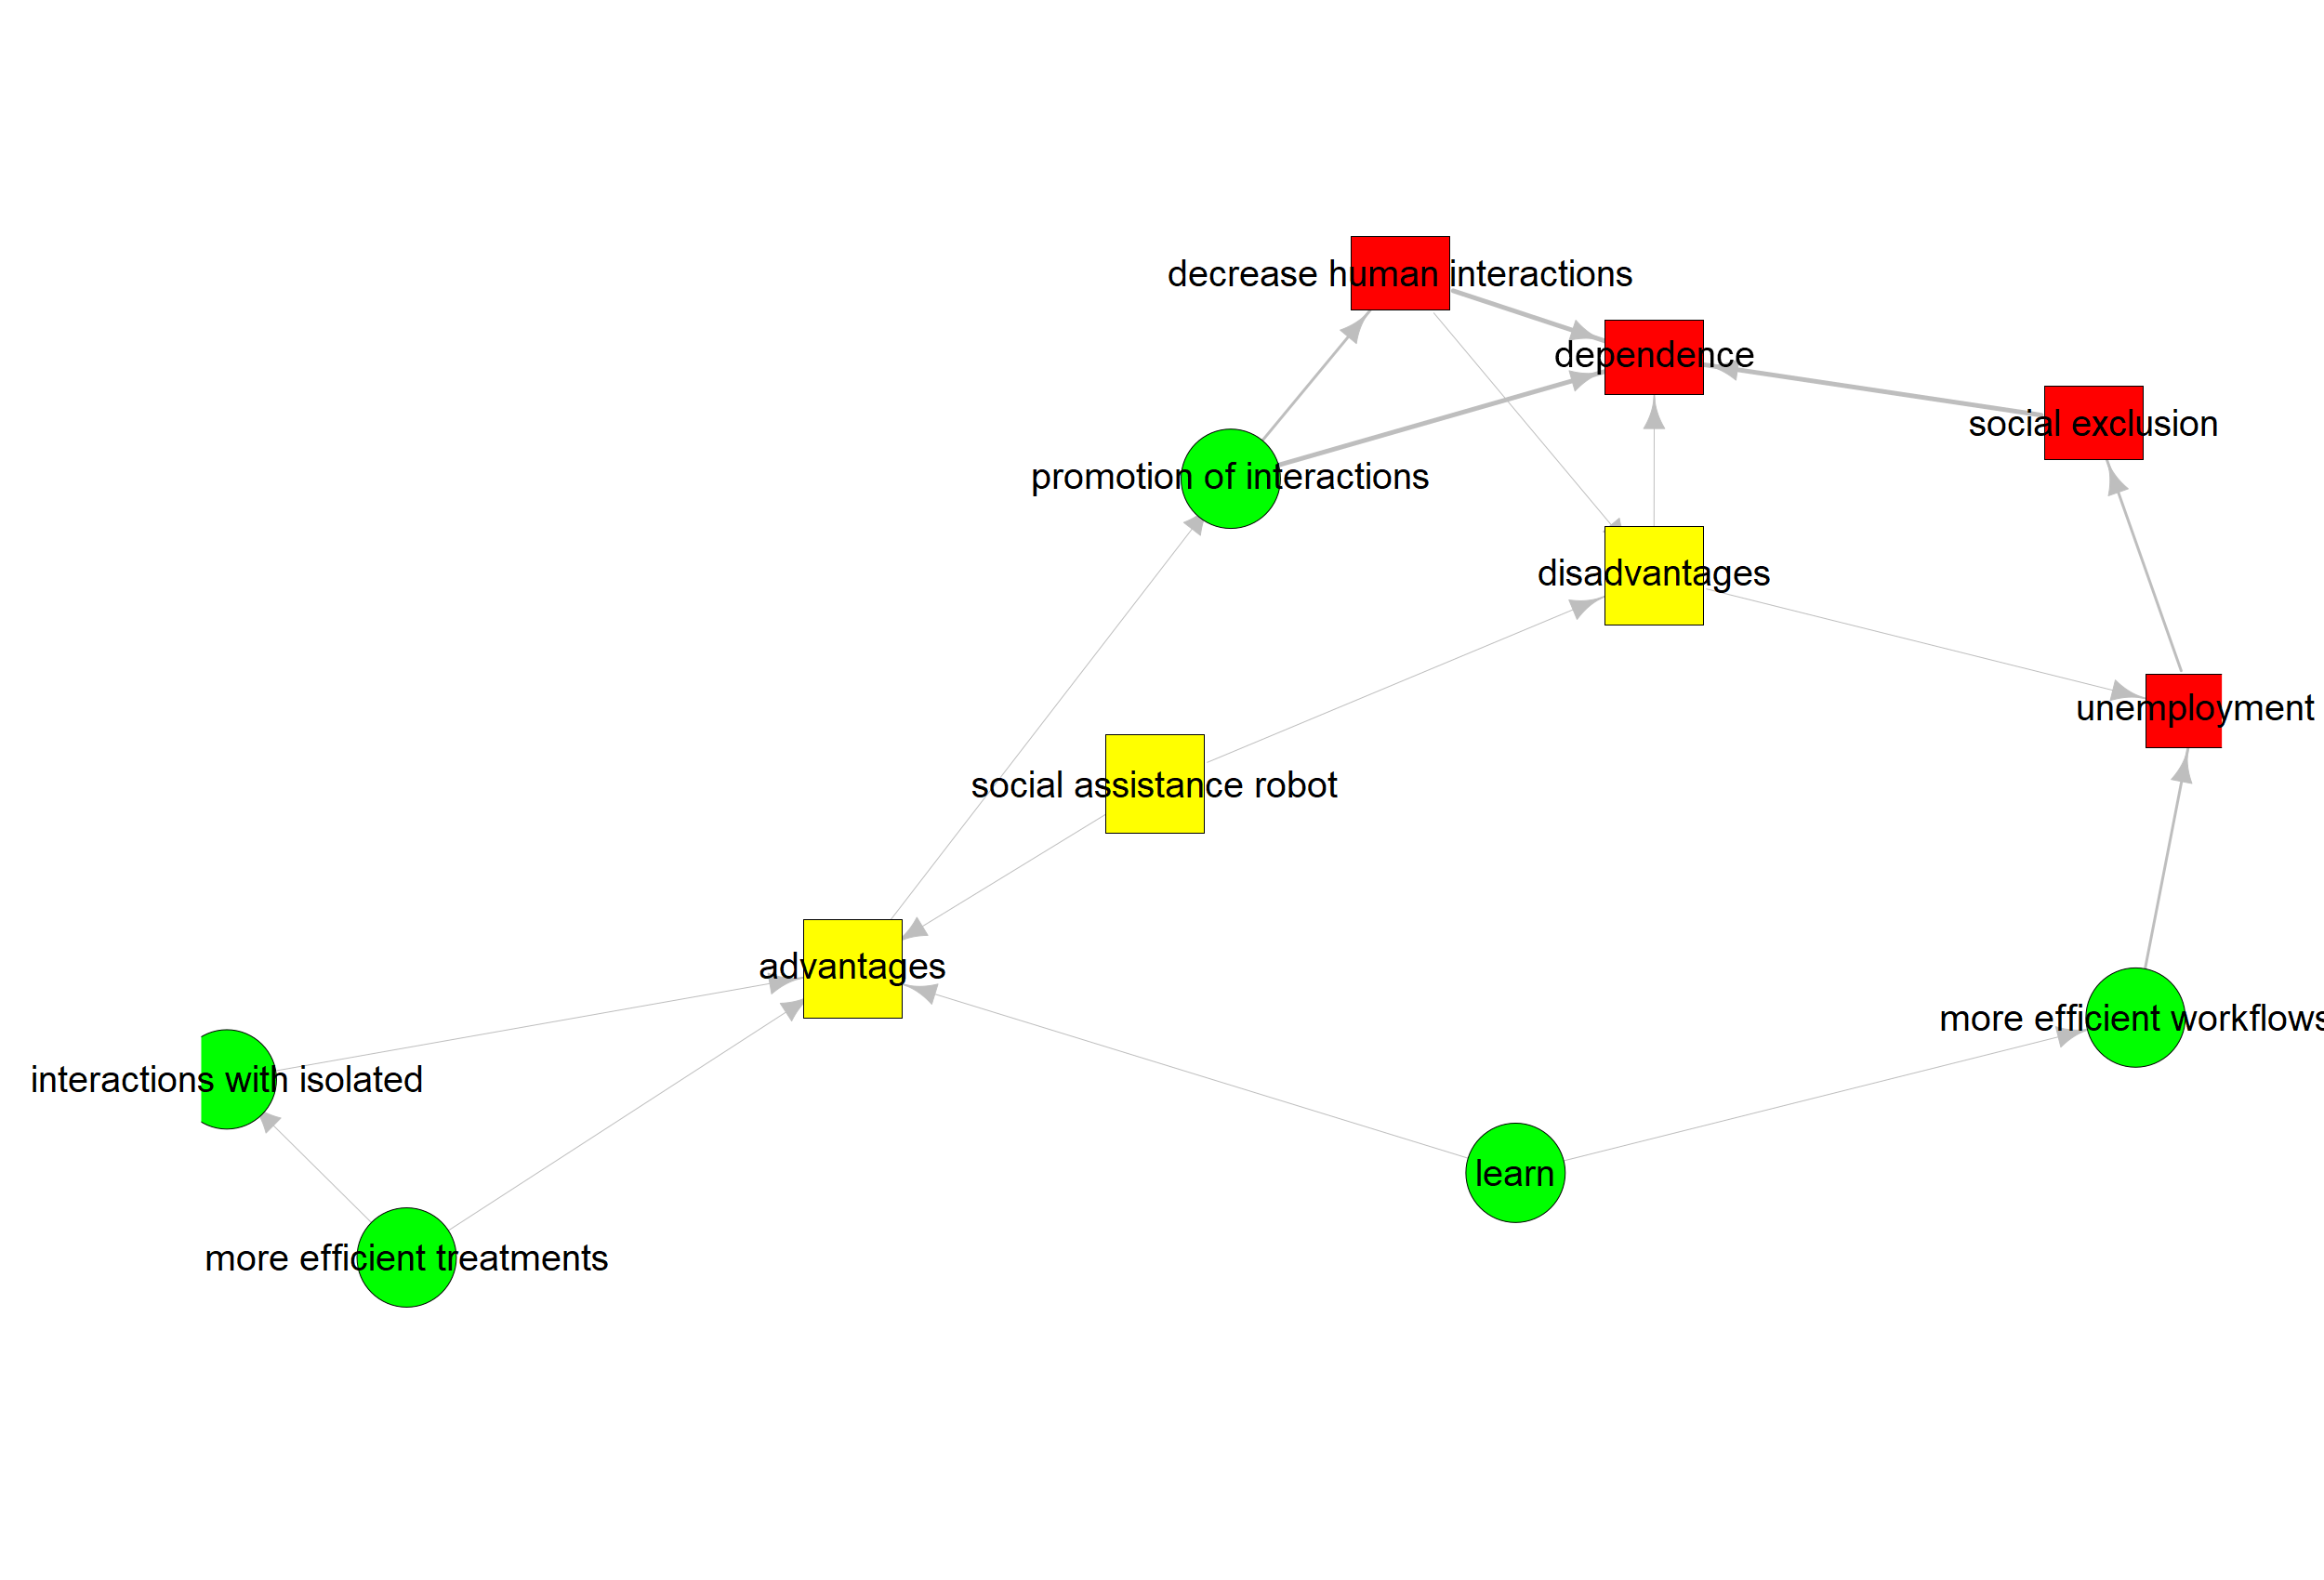 decrease human interactions
dependence
social exclusion
promotion of interactions
disadvantages
unemployment
social assistance robot
advantages
more efficient workflows
interactions with isolated
learn
more efficient treatments